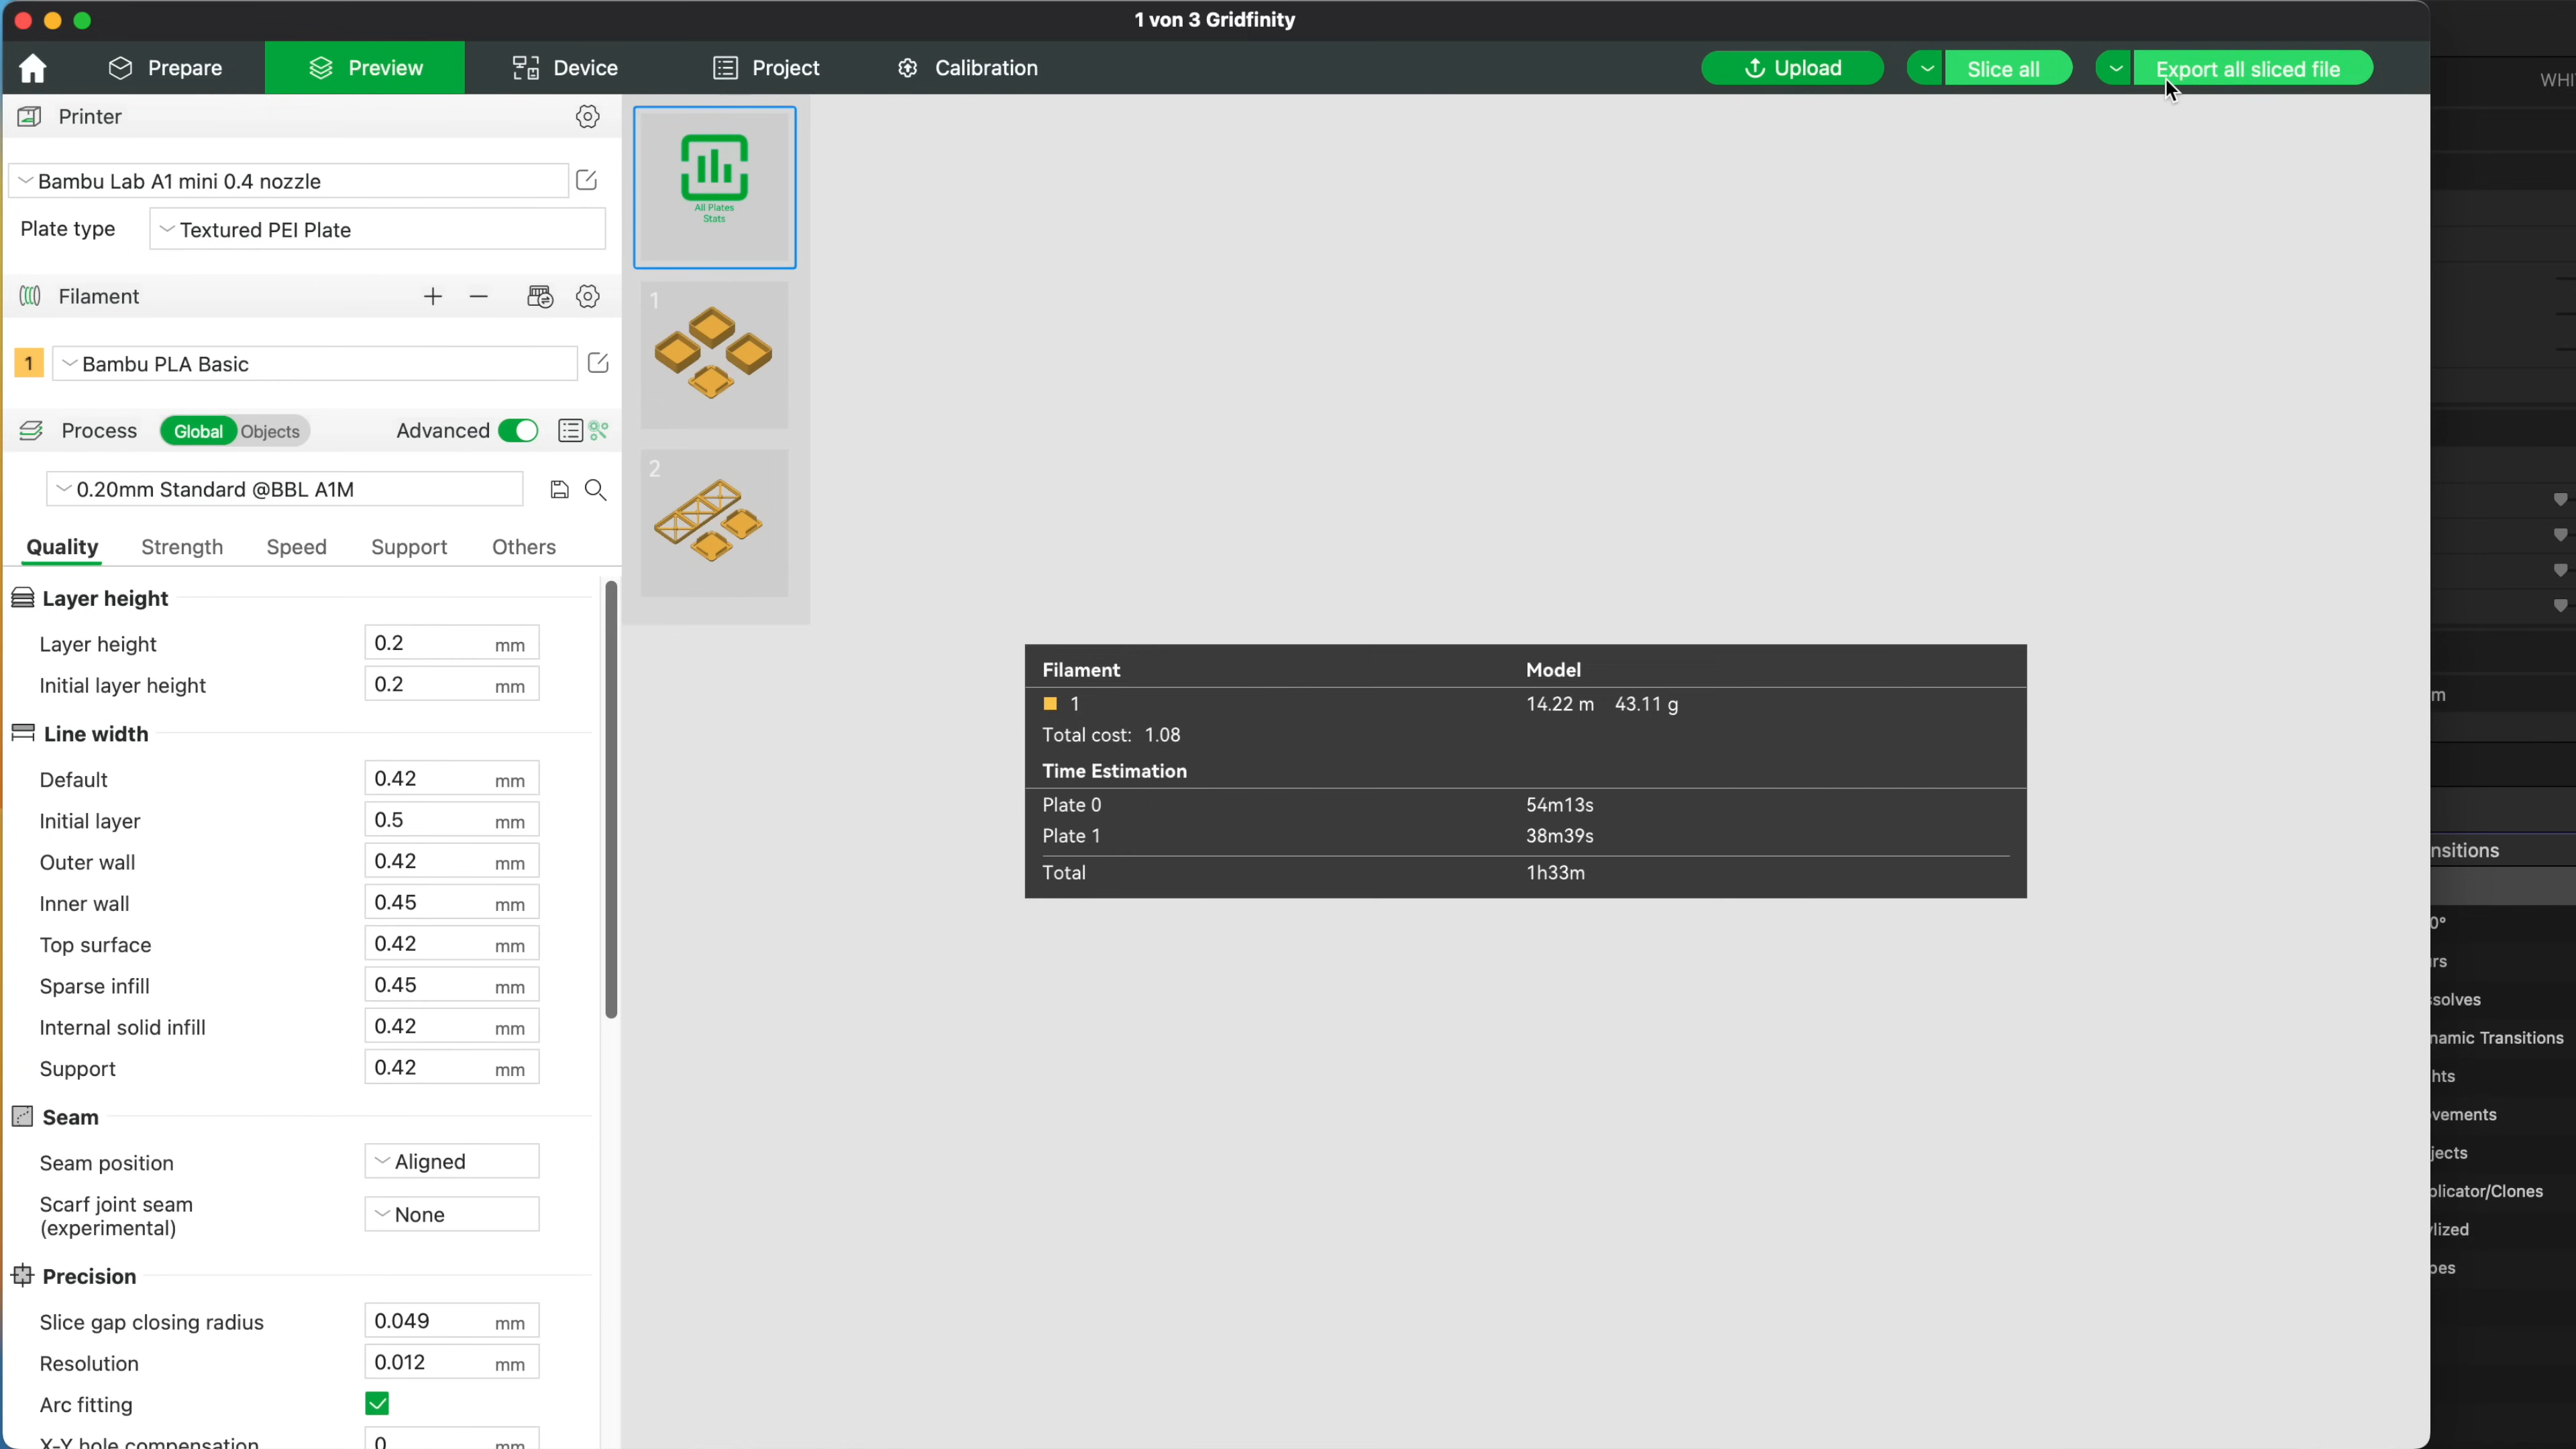 1 von 3 Gridfinity
Prepare Preview Device Project Calibration Upload Slice all Export all sliced file
Printer
Bambu Lab A1 mini 0.4 nozzle
Plate type Textured PEI Plate
Filament
1 Bambu PLA Basic
Process Global Objects Advanced
0.20mm Standard @BBL A1M
Quality Strength Speed Support Others
Layer height
Layer height 0.2 mm
Initial layer height 0.2 mm
Line width
Default 0.42 mm
Initial layer 0.5 mm
Outer wall 0.42 mm
Inner wall 0.45 mm
Top surface 0.42 mm
Sparse infill 0.45 mm
Internal solid infill 0.42 mm
Support 0.42 mm
Seam
Seam position Aligned
Scarf joint seam
(experimental) None
Precision
Slice gap closing radius 0.049 mm
Resolution 0.012 mm
Arc fitting
X-Y hole compensation 0 mm
All Plates
Stats
1
2
Filament Model
1 14.22 m 43.11 g
Total cost: 1.08
Time Estimation
Plate 0 54m13s
Plate 1 38m39s
Total 1h33m
WHI
m
nsitions
0°
rs
ssolves
namic Transitions
hts
vements
jects
plicator/Clones
lized
pes